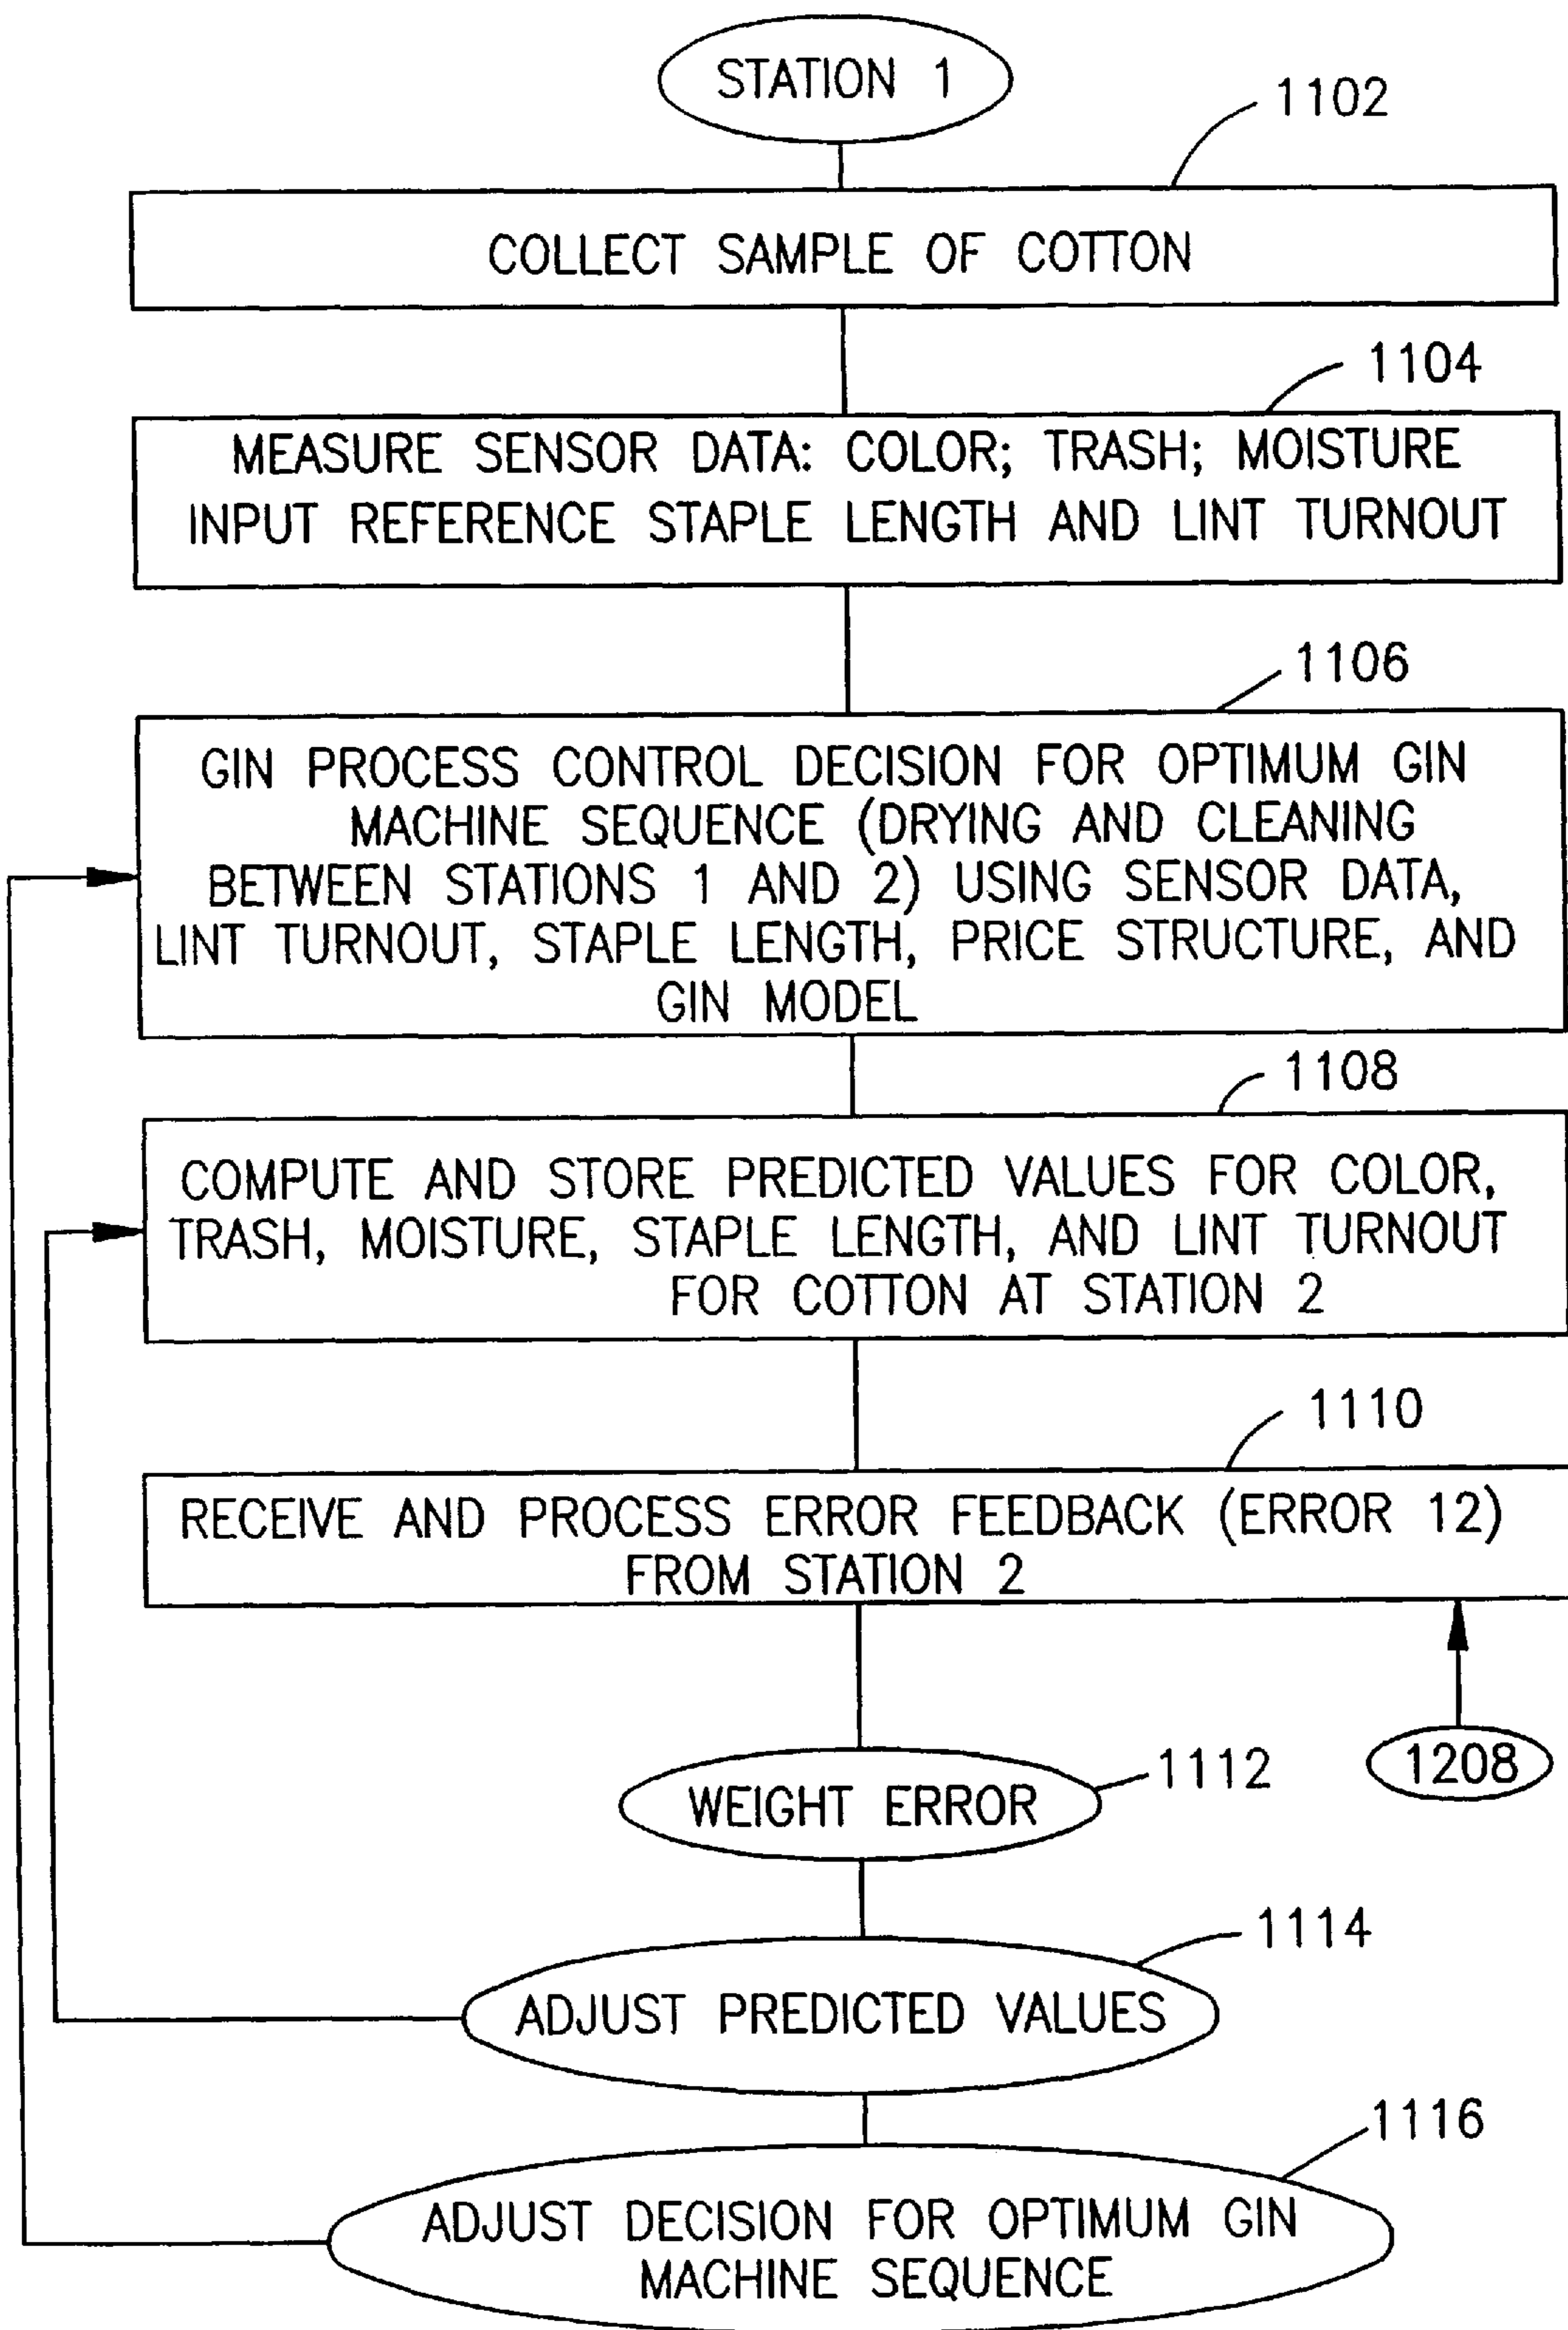 STATION 1
1102
COLLECT SAMPLE OF COTTON
1104
MEASURE SENSOR DATA: COLOR; TRASH; MOISTURE
INPUT REFERENCE STAPLE LENGTH AND LINT TURNOUT
1106
GIN PROCESS CONTROL DECISION FOR OPTIMUM GIN
MACHINE SEQUENCE (DRYING AND CLEANING
BETWEEN STATIONS 1 AND 2) USING SENSOR DATA,
LINT TURNOUT, STAPLE LENGTH, PRICE STRUCTURE, AND
GIN MODEL
1108
COMPUTE AND STORE PREDICTED VALUES FOR COLOR,
TRASH, MOISTURE, STAPLE LENGTH, AND LINT TURNOUT
FOR COTTON AT STATION 2
1110
RECEIVE AND PROCESS ERROR FEEDBACK (ERROR 12)
FROM STATION 2
1112
WEIGHT ERROR
1208
1114
ADJUST PREDICTED VALUES
1116
ADJUST DECISION FOR OPTIMUM GIN
MACHINE SEQUENCE